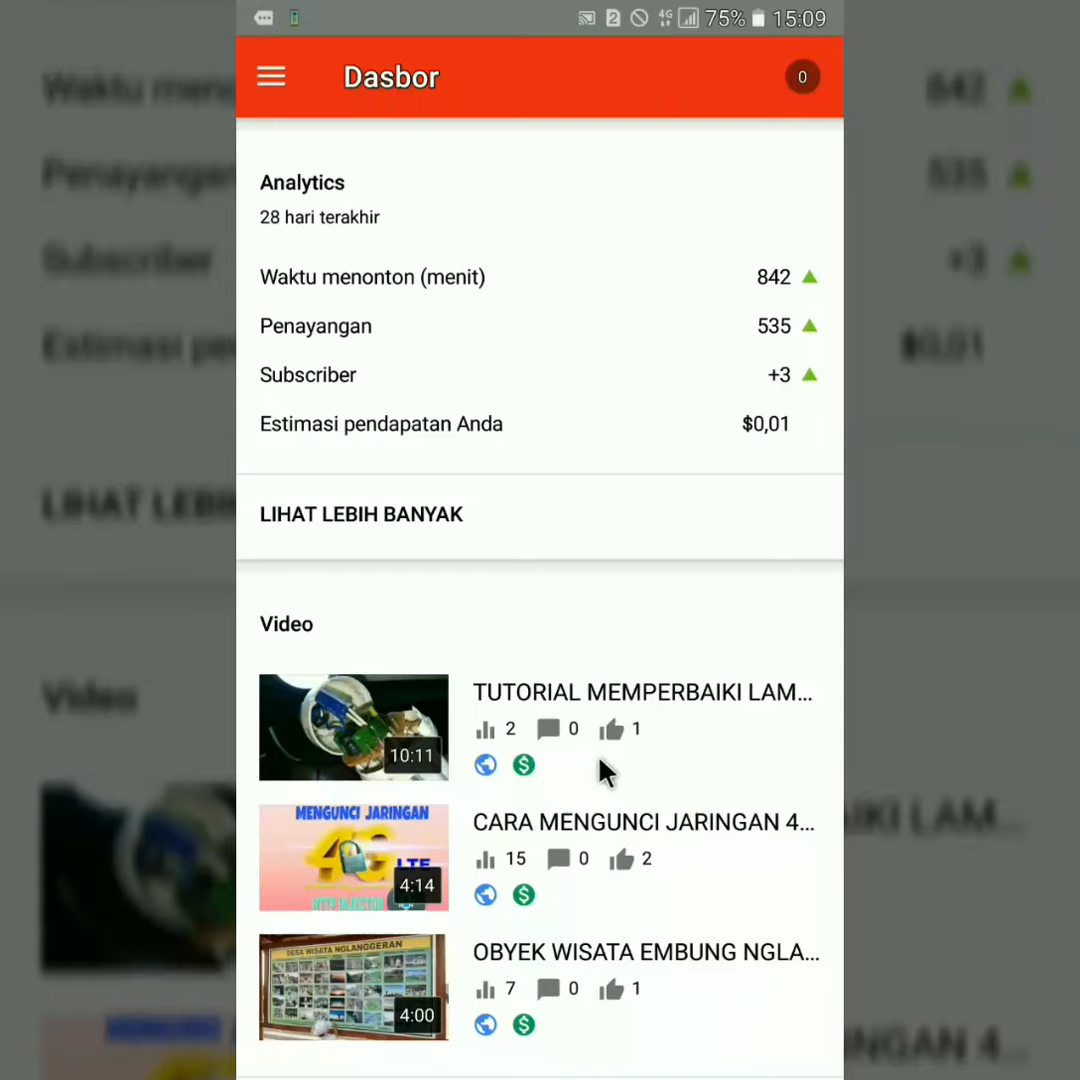 75% 15:09
Dasbor
0
Analytics
28 hari terakhir
Waktu menonton (menit) 842
Penayangan 535
Subscriber +3
Estimasi pendapatan Anda $0,01
LIHAT LEBIH BANYAK
Video
TUTORIAL MEMPERBAIKI LAM...
2 0 1
10:11
MENGUNCI JARINGAN
4G LTE
HTTP INJECTOR
4:14
CARA MENGUNCI JARINGAN 4...
15 0 2
DESA WISATA NGLANGGERAN
4:00
OBYEK WISATA EMBUNG NGLA...
7 0 1